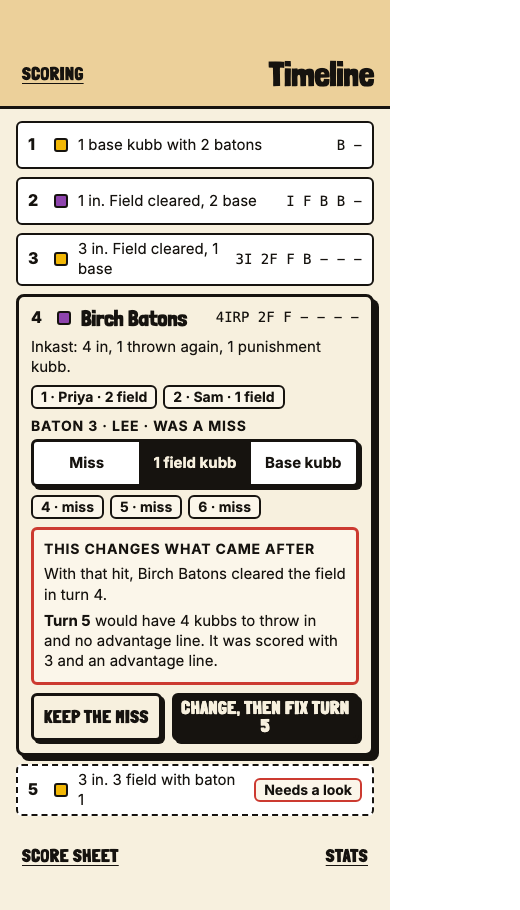 SCORING
Timeline
1 1 base kubb with 2 batons B –
2 1 in. Field cleared, 2 base I F B B –
3 3 in. Field cleared, 1 base 3I 2F F B – – –
4 Birch Batons 4IRP 2F F – – – –
Inkast: 4 in, 1 thrown again, 1 punishment
kubb.
1 · Priya · 2 field 2 · Sam · 1 field
BATON 3 · LEE · WAS A MISS
Miss 1 field kubb Base kubb
4 · miss 5 · miss 6 · miss
THIS CHANGES WHAT CAME AFTER
With that hit, Birch Batons cleared the field
in turn 4.
Turn 5 would have 4 kubbs to throw in
and no advantage line. It was scored with
3 and an advantage line.
KEEP THE MISS
CHANGE, THEN FIX TURN
5
5 3 in. 3 field with baton
1
Needs a look
SCORE SHEET STATS